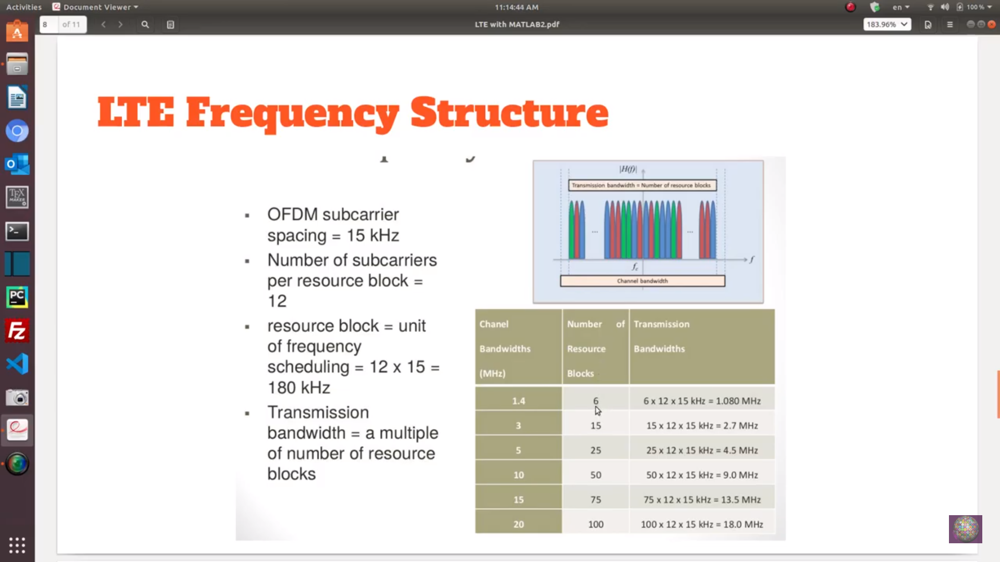 Activities
Document Viewer
11:14:44 AM
en
100 %
8
of 11
LTE with MATLAB2.pdf
183.96%
LTE Frequency Structure
OFDM subcarrier
spacing = 15 kHz
Number of subcarriers
per resource block =
12
resource block = unit
of frequency
scheduling = 12 x 15 =
180 kHz
Transmission
bandwidth = a multiple
of number of resource
blocks
|H(f)|
Transmission bandwidth = Number of resource blocks
... ...
f
fc
Channel bandwidth
Chanel
Bandwidths
(MHz)
Number of
Resource
Blocks
Transmission
Bandwidths
1.4 6 6 x 12 x 15 kHz = 1.080 MHz
3 15 15 x 12 x 15 kHz = 2.7 MHz
5 25 25 x 12 x 15 kHz = 4.5 MHz
10 50 50 x 12 x 15 kHz = 9.0 MHz
15 75 75 x 12 x 15 kHz = 13.5 MHz
20 100 100 x 12 x 15 kHz = 18.0 MHz
TEX
MAKER
>_
PC
Fz